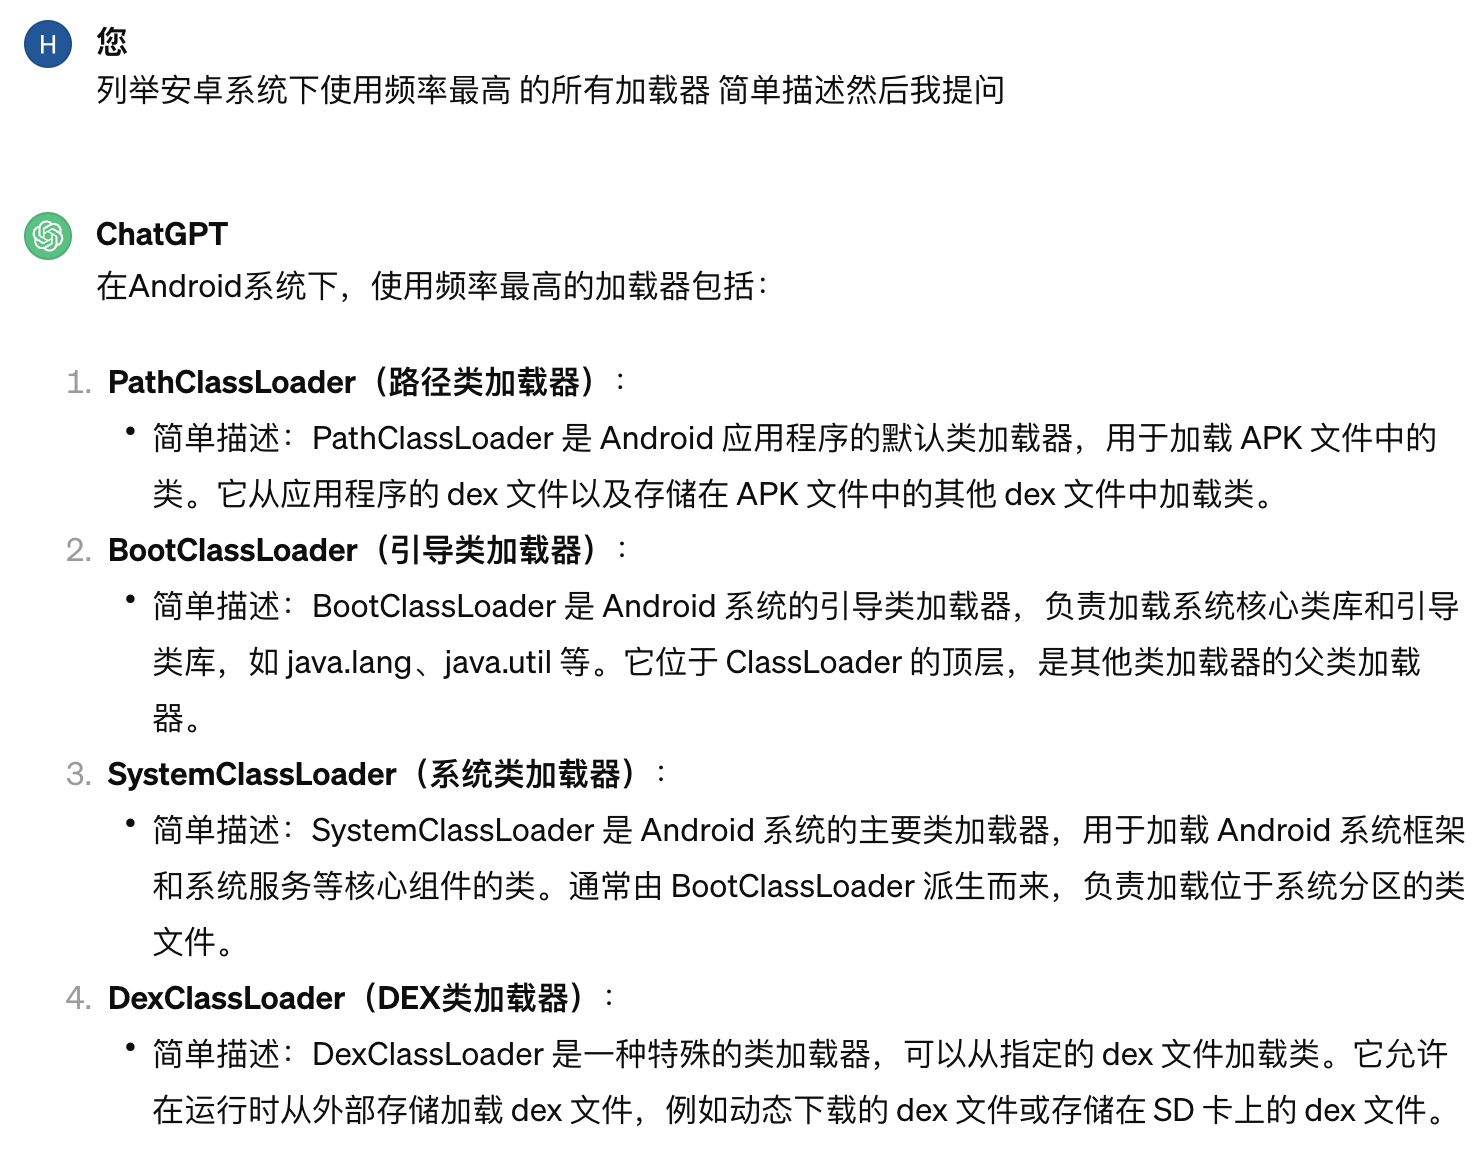 H
您
列举安卓系统下使用频率最高 的所有加载器 简单描述然后我提问
ChatGPT
在Android系统下，使用频率最高的加载器包括：
1. PathClassLoader（路径类加载器）：
• 简单描述：PathClassLoader 是 Android 应用程序的默认类加载器，用于加载 APK 文件中的
类。它从应用程序的 dex 文件以及存储在 APK 文件中的其他 dex 文件中加载类。
2. BootClassLoader（引导类加载器）：
• 简单描述：BootClassLoader 是 Android 系统的引导类加载器，负责加载系统核心类库和引导
类库，如 java.lang、java.util 等。它位于 ClassLoader 的顶层，是其他类加载器的父类加载
器。
3. SystemClassLoader（系统类加载器）：
• 简单描述：SystemClassLoader 是 Android 系统的主要类加载器，用于加载 Android 系统框架
和系统服务等核心组件的类。通常由 BootClassLoader 派生而来，负责加载位于系统分区的类
文件。
4. DexClassLoader（DEX类加载器）：
• 简单描述：DexClassLoader 是一种特殊的类加载器，可以从指定的 dex 文件加载类。它允许
在运行时从外部存储加载 dex 文件，例如动态下载的 dex 文件或存储在 SD 卡上的 dex 文件。